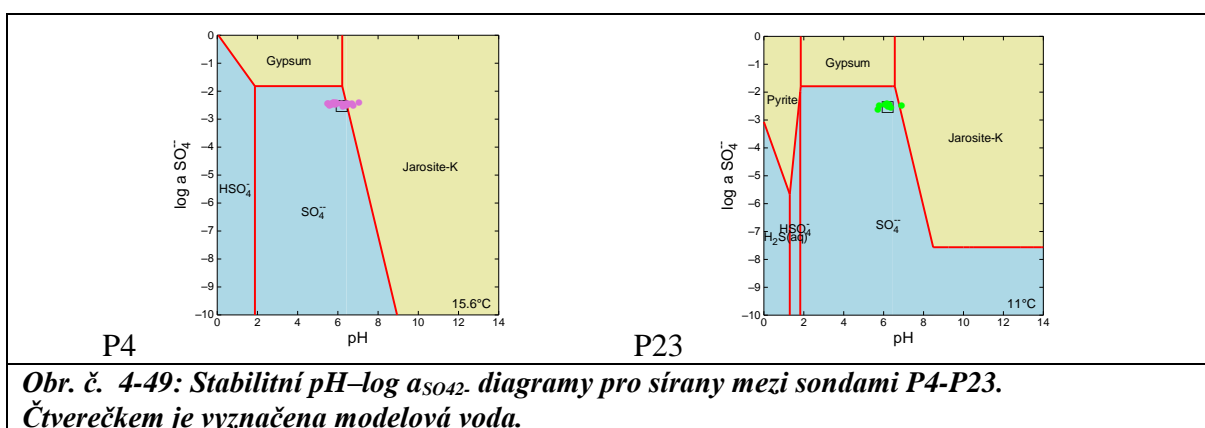 0
–1
–2
–3
–4
–5
–6
–7
–8
–9
–10
log a SO₄⁻⁻
Gypsum
HSO₄⁻
SO₄⁻⁻
Jarosite-K
15.6°C
0 2 4 6 8 10 12 14
pH
P4
0
–1
–2
–3
–4
–5
–6
–7
–8
–9
–10
log a SO₄⁻⁻
Gypsum
Pyrite
Jarosite-K
HSO₄⁻
H₂S(aq)
SO₄⁻⁻
11°C
0 2 4 6 8 10 12 14
pH
P23
Obr. č. 4-49: Stabilitní pH–log aSO42- diagramy pro sírany mezi sondami P4-P23.
Čtverečkem je vyznačena modelová voda.